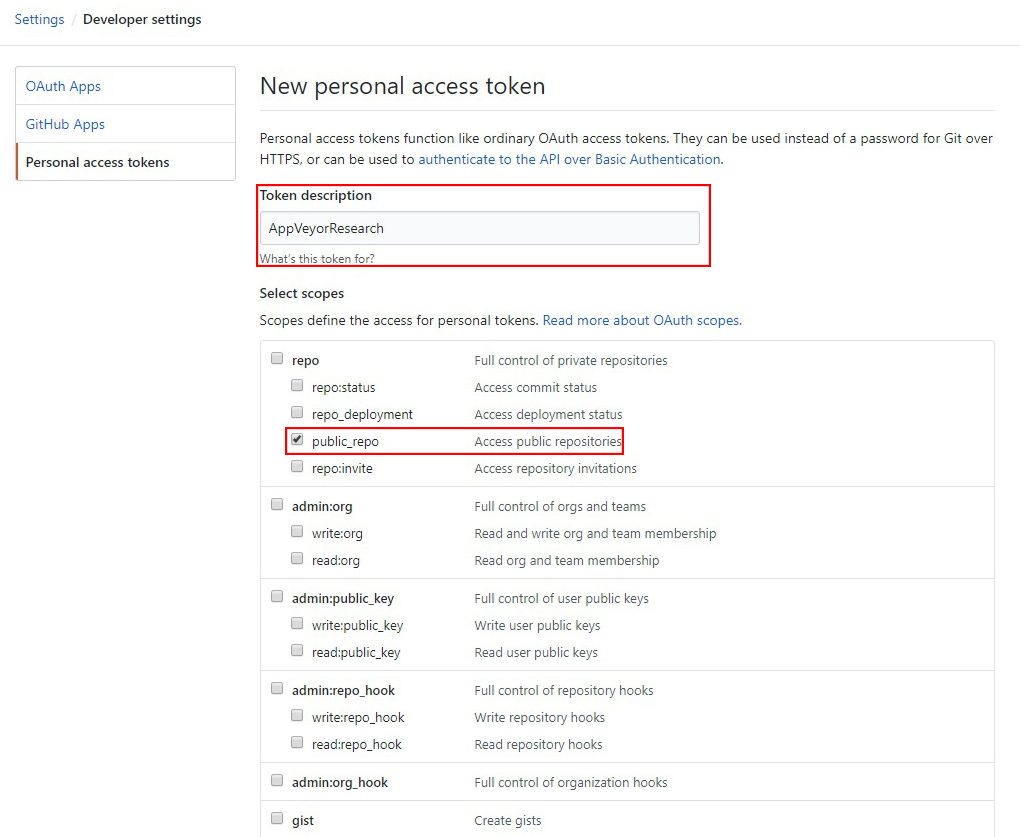 Settings / Developer settings
OAuth Apps
GitHub Apps
Personal access tokens
New personal access token
Personal access tokens function like ordinary OAuth access tokens. They can be used instead of a password for Git over
HTTPS, or can be used to authenticate to the API over Basic Authentication.
Token description
AppVeyorResearch
What's this token for?
Select scopes
Scopes define the access for personal tokens. Read more about OAuth scopes.
repo Full control of private repositories
repo:status Access commit status
repo_deployment Access deployment status
public_repo Access public repositories
repo:invite Access repository invitations
admin:org Full control of orgs and teams
write:org Read and write org and team membership
read:org Read org and team membership
admin:public_key Full control of user public keys
write:public_key Write user public keys
read:public_key Read user public keys
admin:repo_hook Full control of repository hooks
write:repo_hook Write repository hooks
read:repo_hook Read repository hooks
admin:org_hook Full control of organization hooks
gist Create gists